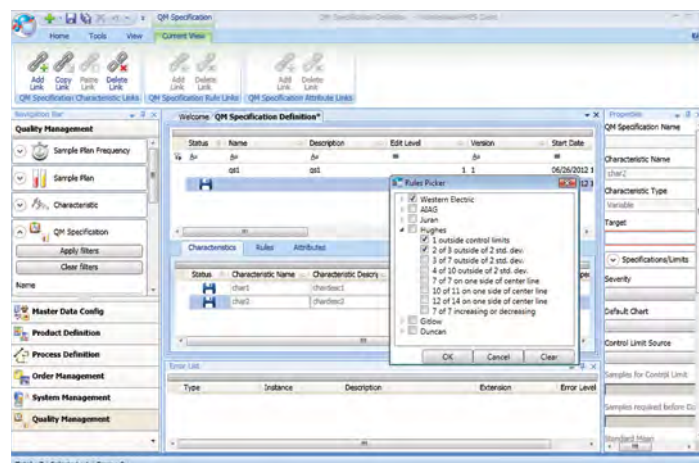 QM Specification
Home Tools View Current View
Add Link Copy Link Paste Link Delete Link
Add Link Delete Link
Add Link Delete Link
QM Specification Characteristic Links QM Specification Rule Links QM Specification Attribute Links
Navigation Bar
Quality Management
Sample Plan Frequency
Sample Plan
Characteristic
QM Specification
Apply filters
Clear filters
Name
Master Data Config
Product Definition
Process Definition
Order Management
System Management
Quality Management
Welcome QM Specification Definition*
Status Name Description Edit Level Version Start Date
qs1 qs1 1 1 06/26/2012 1
Characteristics Rules Attributes
Status Characteristic Name Characteristic Descrip
char1 chardesc1
char2 chardesc2
Rules Picker
Western Electric
AIAG
Juran
Hughes
1 outside control limits
2 of 3 outside of 2 std. dev.
3 of 7 outside of 2 std. dev.
4 of 10 outside of 2 std. dev.
7 of 7 on one side of center line
10 of 11 on one side of center line
12 of 14 on one side of center line
7 of 7 increasing or decreasing
Gitlow
Duncan
OK Cancel Clear
Error List
Type Instance Description Extension Error Level
Properties
QM Specification Name
Characteristic Name
char2
Characteristic Type
Variable
Target
Specifications/Limits
Severity
Default Chart
Control Limit Source
Samples for Control Limit
Samples required before
Standard Mean